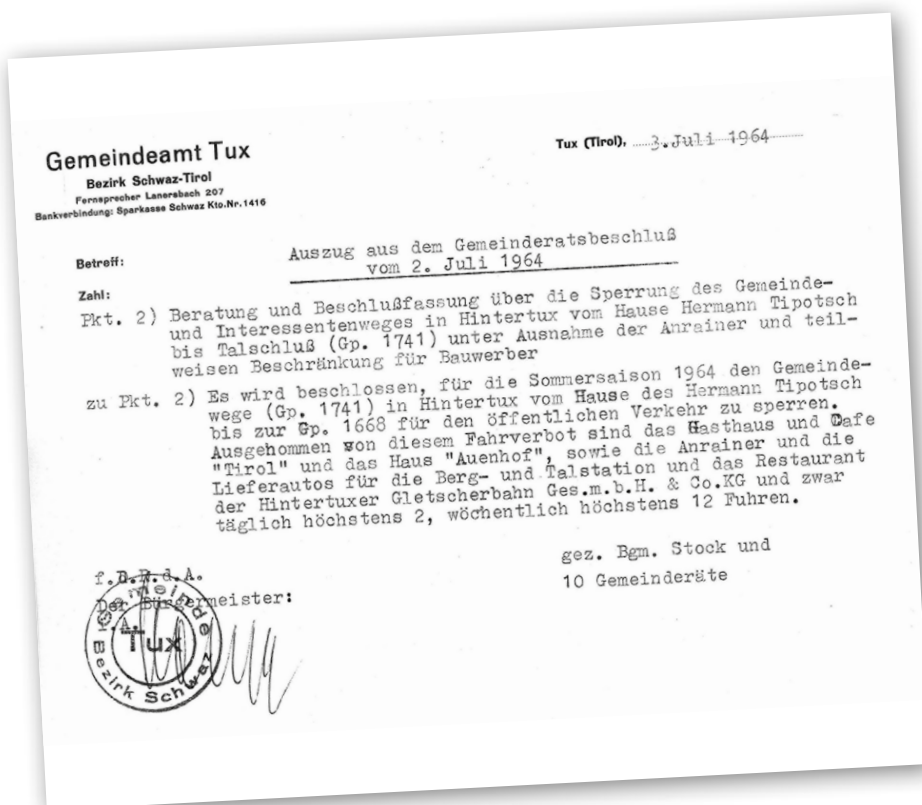 Gemeindeamt Tux
Bezirk Schwaz-Tirol
Fernsprecher Lanersbach 207
Bankverbindung: Sparkasse Schwaz Kto.Nr.1416
Tux (Tirol), 3.Juli 1964
Betreff:
Auszug aus dem Gemeinderatsbeschluß
vom 2. Juli 1964
Zahl:
Pkt. 2) Beratung und Beschlußfassung über die Sperrung des Gemeinde-
und Interessentenweges in Hintertux vom Hause Hermann Tipotsch
bis Talschluß (Gp. 1741) unter Ausnahme der Anrainer und teil-
weisen Beschränkung für Bauwerber
zu Pkt. 2) Es wird beschlossen, für die Sommersaison 1964 den Gemeinde-
wege (Gp. 1741) in Hintertux vom Hause des Hermann Tipotsch
bis zur Gp. 1668 für den öffentlichen Verkehr zu sperren.
Ausgehommen von diesem Fahrverbot sind das Gasthaus und Cafe
"Tirol" und das Haus "Auenhof", sowie die Anrainer und die
Lieferautos für die Berg- und Talstation und das Restaurant
der Hintertuxer Gletscherbahn Ges.m.b.H. & Co.KG und zwar
täglich höchstens 2, wöchentlich höchstens 12 Fuhren.
gez. Bgm. Stock und
10 Gemeinderäte
f.d.R.d.A.
Der Bürgermeister:
Gemeinde
Tux
Bezirk Schwaz